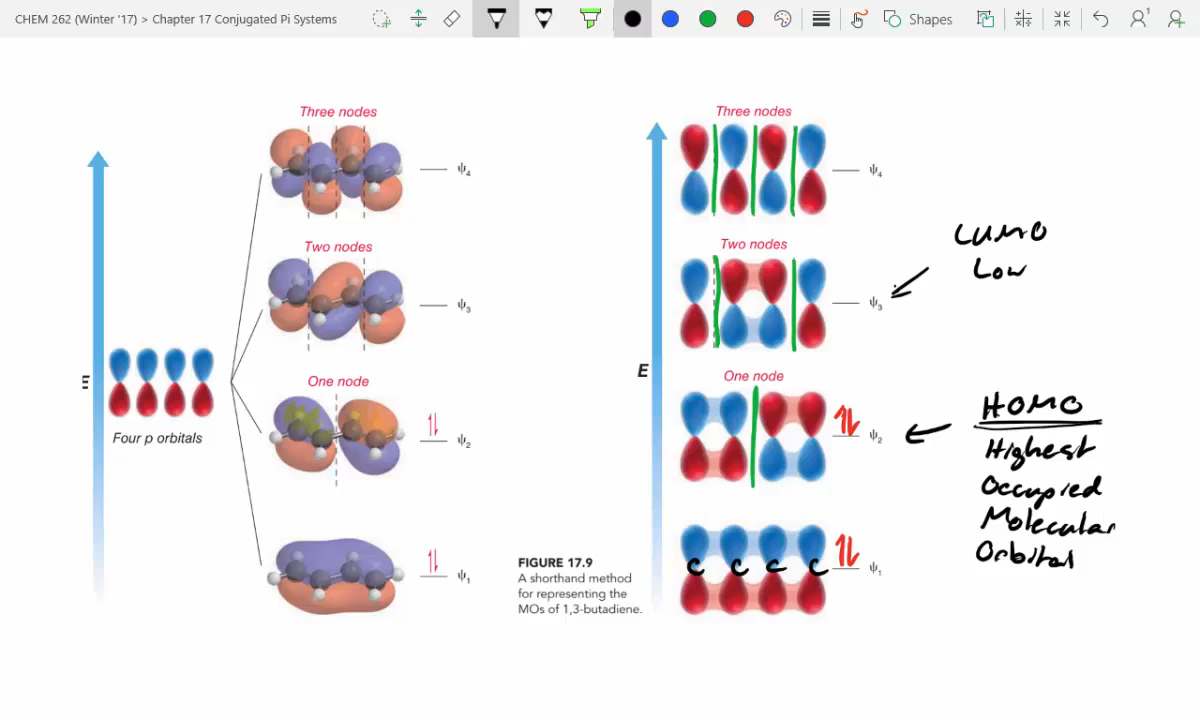 CHEM 262 (Winter '17) > Chapter 17 Conjugated Pi Systems
Shapes
1
Three nodes
ψ4
Two nodes
ψ3
One node
ψ2
ψ1
E
Four p orbitals
FIGURE 17.9
A shorthand method
for representing the
MOs of 1,3-butadiene.
E
Three nodes
ψ4
Two nodes
ψ3
One node
ψ2
C C C C
ψ1
LUMO
Low
HOMO
Highest
Occupied
Molecular
Orbital